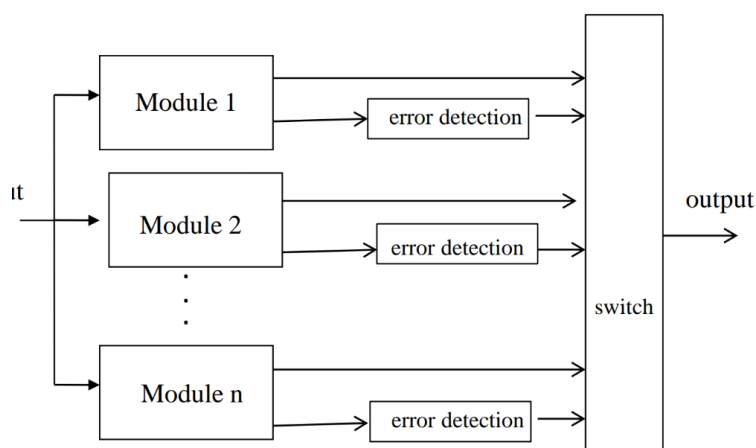 Module 1
error detection
Module 2
error detection
output
switch
Module n
error detection